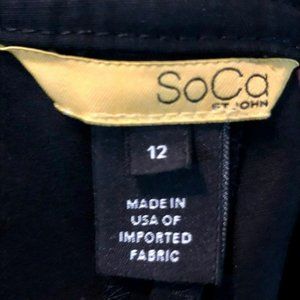 SoCa
ST. JOHN
12
MADE IN
USA OF
IMPORTED
FABRIC